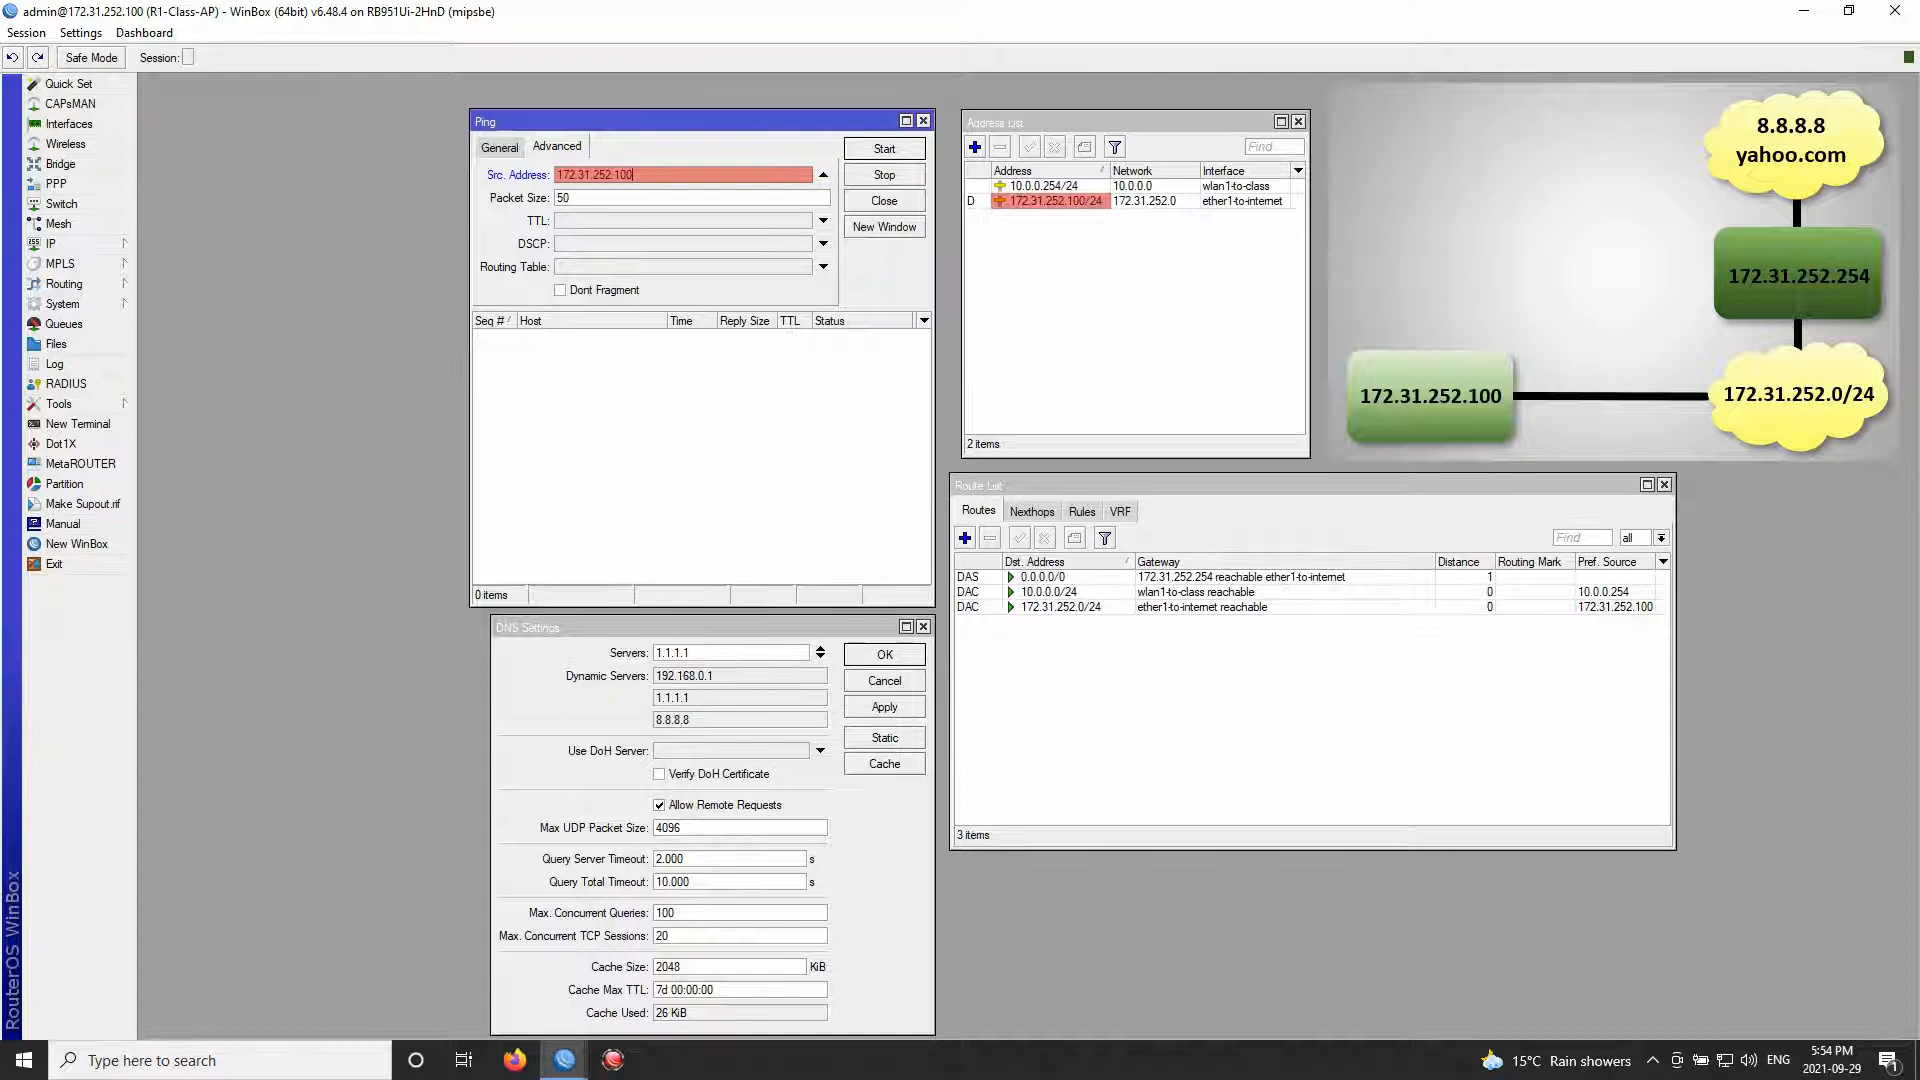 admin@172.31.252.100 (R1-Class-AP) - WinBox (64bit) v6.48.4 on RB951Ui-2HnD (mipsbe)
Session Settings Dashboard
Safe Mode Session:
Quick Set
CAPsMAN
Interfaces
Wireless
Bridge
PPP
Switch
Mesh
IP
MPLS
Routing
System
Queues
Files
Log
RADIUS
Tools
New Terminal
Dot1X
MetaROUTER
Partition
Make Supout.rif
Manual
New WinBox
Exit
RouterOS WinBox
Ping
General Advanced
Src. Address: 172.31.252.100
Packet Size: 50
TTL:
DSCP:
Routing Table:
Dont Fragment
Start
Stop
Close
New Window
Seq # Host Time Reply Size TTL Status
0 items
DNS Settings
Servers: 1.1.1.1
Dynamic Servers: 192.168.0.1
1.1.1.1
8.8.8.8
Use DoH Server:
Verify DoH Certificate
Allow Remote Requests
Max UDP Packet Size: 4096
Query Server Timeout: 2.000 s
Query Total Timeout: 10.000 s
Max. Concurrent Queries: 100
Max. Concurrent TCP Sessions: 20
Cache Size: 2048 KiB
Cache Max TTL: 7d 00:00:00
Cache Used: 26 KiB
OK
Cancel
Apply
Static
Cache
Address List
Find
Address Network Interface
10.0.0.254/24 10.0.0.0 wlan1-to-class
D 172.31.252.100/24 172.31.252.0 ether1-to-internet
2 items
8.8.8.8
yahoo.com
172.31.252.254
172.31.252.100
172.31.252.0/24
Route List
Routes Nexthops Rules VRF
Find all
Dst. Address Gateway Distance Routing Mark Pref. Source
DAS 0.0.0.0/0 172.31.252.254 reachable ether1-to-internet 1
DAC 10.0.0.0/24 wlan1-to-class reachable 0 10.0.0.254
DAC 172.31.252.0/24 ether1-to-internet reachable 0 172.31.252.100
3 items
Type here to search
15°C Rain showers
ENG
5:54 PM
2021-09-29
1